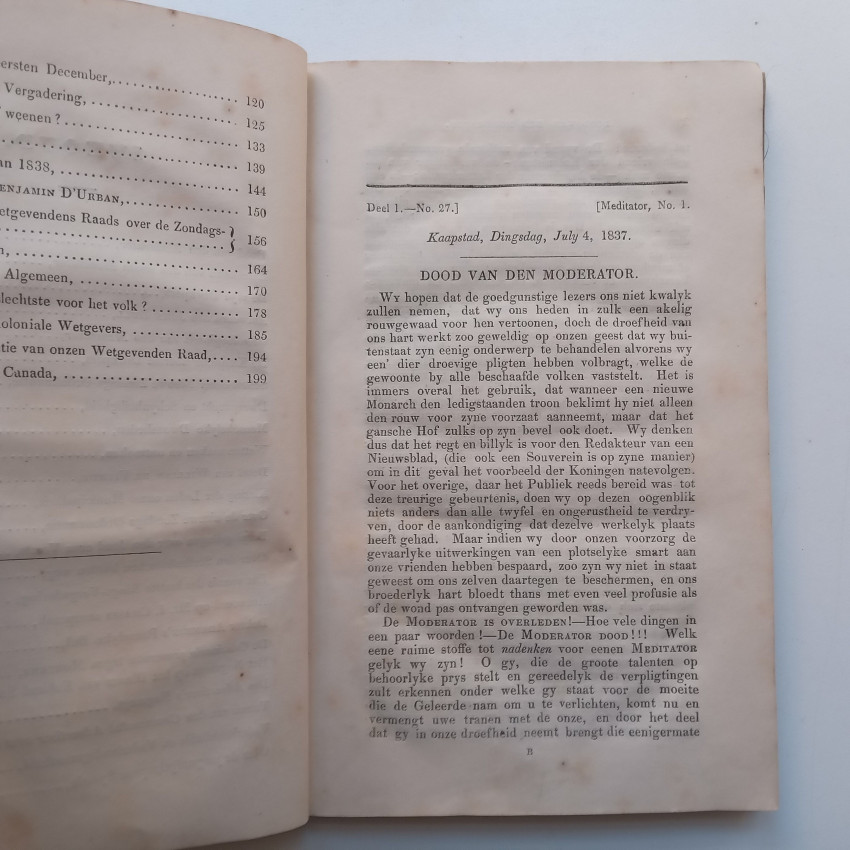 ersten December, 120
Vergadering, 125
weenen? 133
139
an 1838, 144
ENJAMIN D'URBAN, 150
etgevendens Raads over de Zondags- } 156
n, 164
Algemeen, 170
lechtste voor het volk? 178
oloniale Wetgevers, 185
tie van onzen Wetgevenden Raad, 194
Canada, 199
Deel 1.—No. 27.] [Meditator, No. 1.
Kaapstad, Dingsdag, July 4, 1837.
DOOD VAN DEN MODERATOR.
WY hopen dat de goedgunstige lezers ons niet kwalyk
zullen nemen, dat wy ons heden in zulk een akelig
rouwgewaad voor hen vertoonen, doch de droefheid van
ons hart werkt zoo geweldig op onzen geest dat wy bui-
tenstaat zyn eenig onderwerp te behandelen alvorens wy
een' dier droevige pligten hebben volbragt, welke de
gewoonte by alle beschaafde volken vaststelt. Het is
immers overal het gebruik, dat wanneer een nieuwe
Monarch den ledigstaanden troon beklimt hy niet alleen
den rouw voor zyne voorzaat aanneemt, maar dat het
gansche Hof zulks op zyn bevel ook doet. Wy denken
dus dat het regt en billyk is voor den Redakteur van een
Nieuwsblad, (die ook een Souverein is op zyne manier)
om in dit geval het voorbeeld der Koningen natevolgen.
Voor het overige, daar het Publiek reeds bereid was tot
deze treurige gebeurtenis, doen wy op dezen oogenblik
niets anders dan alle twyfel en ongerustheid te verdry-
ven, door de aankondiging dat dezelve werkelyk plaats
heeft gehad. Maar indien wy door onzen voorzorg de
gevaarlyke uitwerkingen van een plotselyke smart aan
onze vrienden hebben bespaard, zoo zyn wy niet in staat
geweest om ons zelven daartegen te beschermen, en ons
broederlyk hart bloedt thans met even veel profusie als
of de wond pas ontvangen geworden was.
De MODERATOR IS OVERLEDEN!—Hoe vele dingen in
een paar woorden!—De MODERATOR DOOD!!! Welk
eene ruime stoffe tot nadenken voor eenen MEDITATOR
gelyk wy zyn! O gy, die de groote talenten op
behoorlyke prys stelt en gereedelyk de verpligtingen
zult erkennen onder welke gy staat voor de moeite
die de Geleerde nam om u te verlichten, komt nu en
vermengt uwe tranen met de onze, en door het deel
dat gy in onze droefheid neemt brengt die eenigermate
B